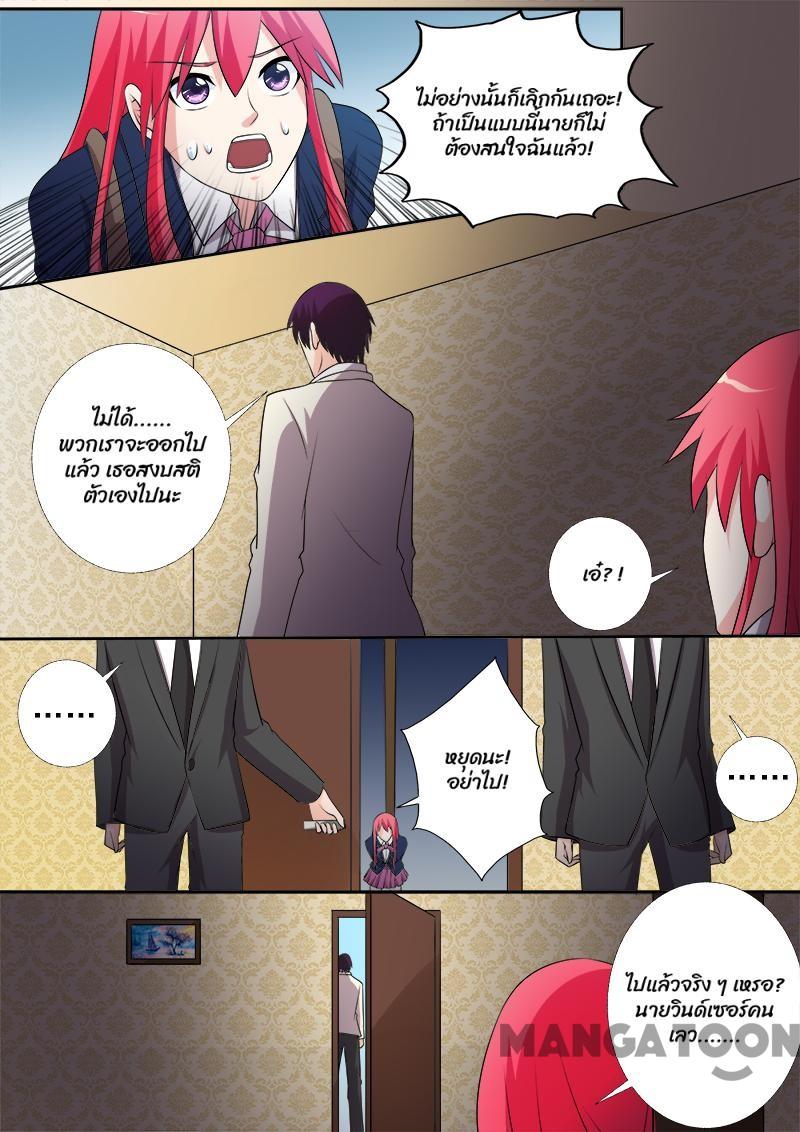 ไม่อย่างนั้นก็เลิกกันเถอะ!
ถ้าเป็นแบบนี้นายก็ไม่
ต้องสนใจฉันแล้ว!
ไม่ได้......
พวกเราจะออกไป
แล้ว เธอสงบสติ
ตัวเองไปนะ
เอ๋? !
......
หยุดนะ!
อย่าไป!
......
ไปแล้วจริง ๆ เหรอ?
นายวินด์เซอร์คน
เลว.......
MANGATOON